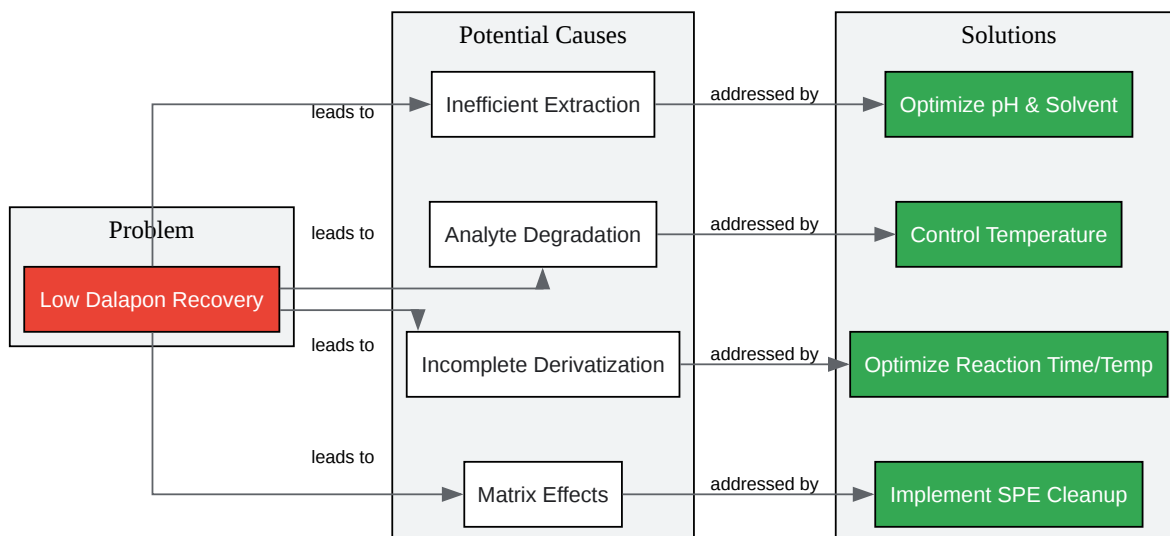 Potential Causes
Solutions
Inefficient Extraction
addressed by
Optimize pH & Solvent
leads to
Problem
leads to
Analyte Degradation
addressed by
Control Temperature
Low Dalapon Recovery
leads to
Incomplete Derivatization
addressed by
Optimize Reaction Time/Temp
leads to
Matrix Effects
addressed by
Implement SPE Cleanup